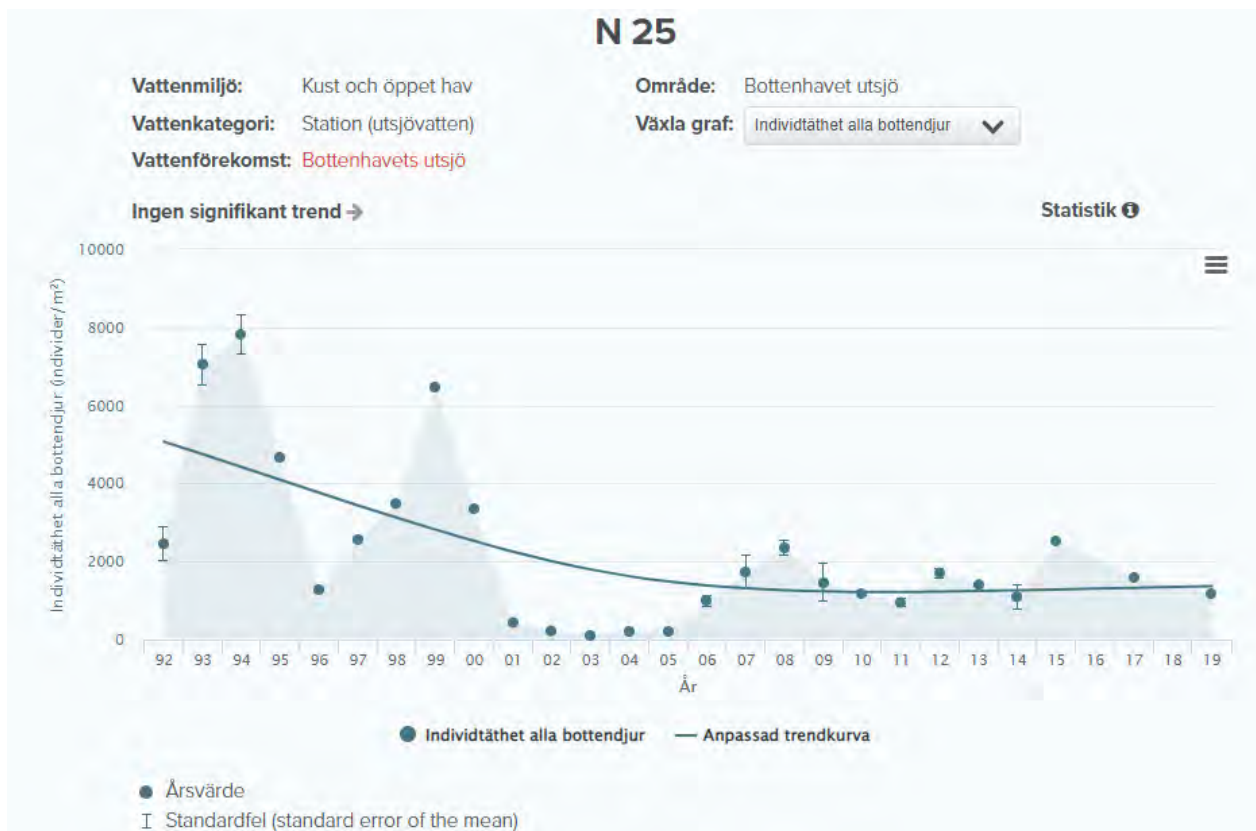 N 25
Vattenmiljö: Kust och öppet hav
Område: Bottenhavet utsjö
Vattenkategori: Station (utsjövatten)
Växla graf: Individtäthet alla bottendjur
Vattenförekomst: Bottenhavets utsjö
Ingen signifikant trend
Statistik
Individtäthet alla bottendjur (individer/m²)
10000
8000
6000
4000
2000
0
92 93 94 95 96 97 98 99 00 01 02 03 04 05 06 07 08 09 10 11 12 13 14 15 16 17 18 19
År
Individtäthet alla bottendjur Anpassad trendkurva
Årsvärde
Standardfel (standard error of the mean)